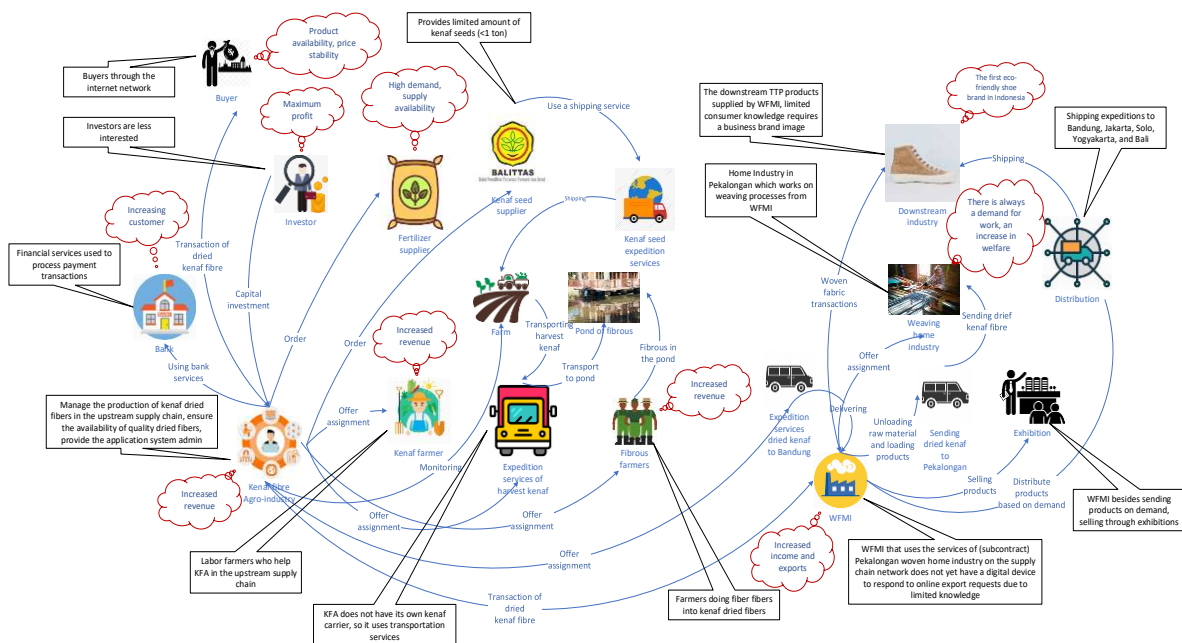 Provides limited amount of
kenaf seeds (<1 ton)
Product
availability, price
stability
Buyers through the
internet network
Buyer
High demand,
supply
availability
Maximum
profit
Investors are less
interested
Investor
Use a shipping service
BALITTAS
Kenaf seed
supplier
Fertilizer
supplier
Shipping
Kenaf seed
expedition
services
The first eco-
friendly shoe
brand in Indonesia
The downstream TTP products
supplied by WFMI, limited
consumer knowledge requires
a business brand image
Shipping expeditions to
Bandung, Jakarta, Solo,
Yogyakarta, and Bali
Shipping
Home Industry in
Pekalongan which works on
weaving processes from
WFMI
Downstream
industry
There is always
a demand for
work, an
increase in
welfare
Increasing
customer
Financial services used to
process payment
transactions
Transaction of
dried
kenaf fibre
Capital
investment
Bank
Using bank
services
Order
Order
Farm
Transporting
harvest
kenaf
Pond of fibrous
Transport
to pond
Fibrous in
the pond
Woven
fabric
transactions
Distribution
Weaving
home
industry
Sending drief
kenaf fibre
Offer
assignment
Increased
revenue
Increased
revenue
Manage the production of kenaf dried
fibers in the upstream supply chain, ensure
the availability of quality dried fibers,
provide the application system admin
Offer
assignment
Kenaf farmer
Monitoring
Expedition
services of
harvest kenaf
Fibrous
farmers
Expedition
services
dried kenaf
to Bandung
Delivering
Unloading
raw material
and loading
products
Sending
dried kenaf to
Pekalongan
Exhibition
Kenaf fibre
Agro-industry
Increased
revenue
Offer
assignment
Offer
assignment
WFMI
Selling
products
Distribute
products
based on demand
WFMI besides sending
products on demand,
selling through exhibitions
Labor farmers who help
KFA in the upstream supply
chain
Offer
assignment
Increased
income and
exports
WFMI that uses the services of (subcontract)
Pekalongan woven home industry on the supply
chain network does not yet have a digital device
to respond to online export requests due to
limited knowledge
Transaction of
dried
kenaf fibre
KFA does not have its own kenaf
carrier, so it uses transportation
services
Farmers doing fiber fibers
into kenaf dried fibers